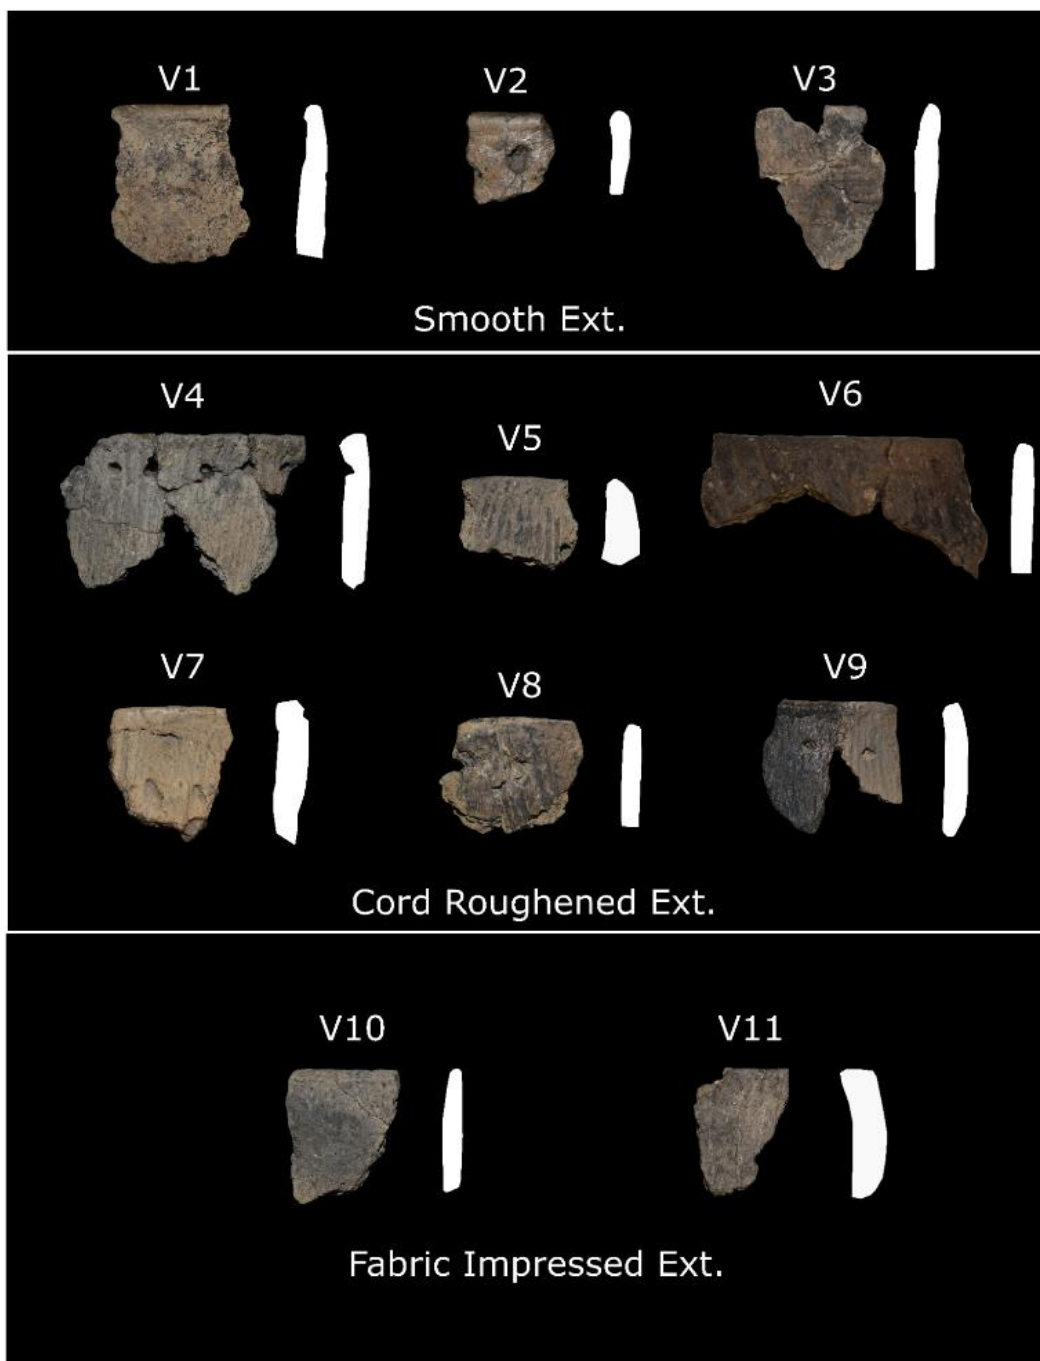 V1 V2 V3
Smooth Ext.
V4 V5 V6
V7 V8 V9
Cord Roughened Ext.
V10 V11
Fabric Impressed Ext.